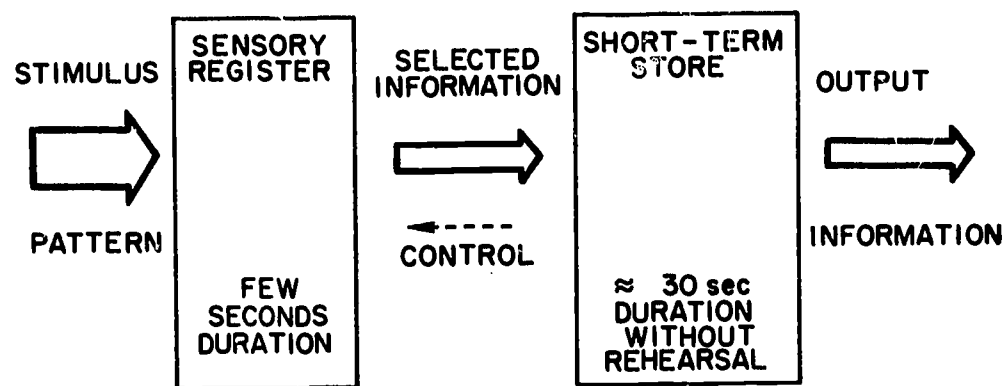 STIMULUS
PATTERN
SENSORY
REGISTER
FEW
SECONDS
DURATION
SELECTED
INFORMATION
CONTROL
SHORT-TERM
STORE
≈ 30 sec
DURATION
WITHOUT
REHEARSAL
OUTPUT
INFORMATION